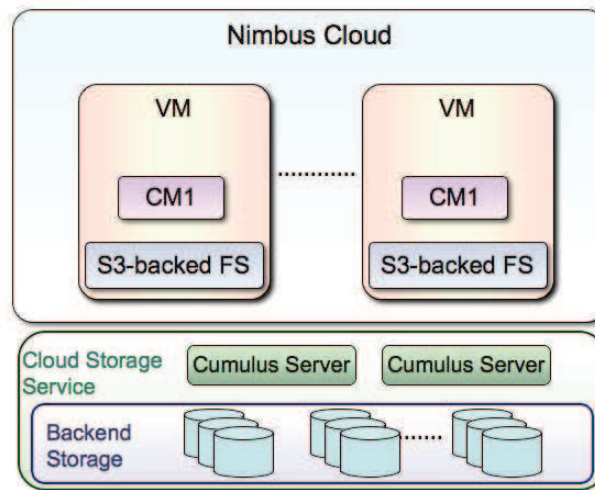 Nimbus Cloud
VM
VM
CM1
CM1
S3-backed FS
S3-backed FS
Cloud Storage
Service
Cumulus Server
Cumulus Server
Backend
Storage